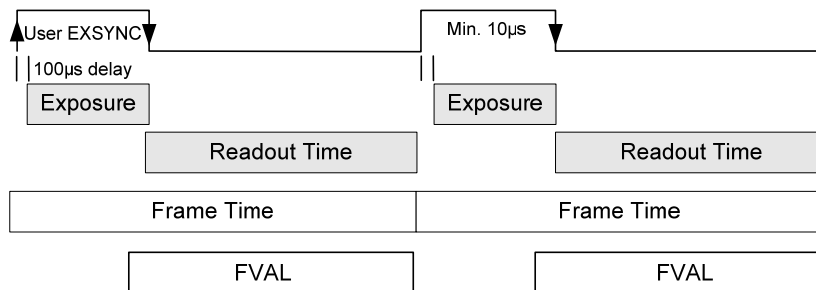 User EXSYNC
Min. 10µs
100µs delay
Exposure
Exposure
Readout Time
Readout Time
Frame Time
Frame Time
FVAL
FVAL